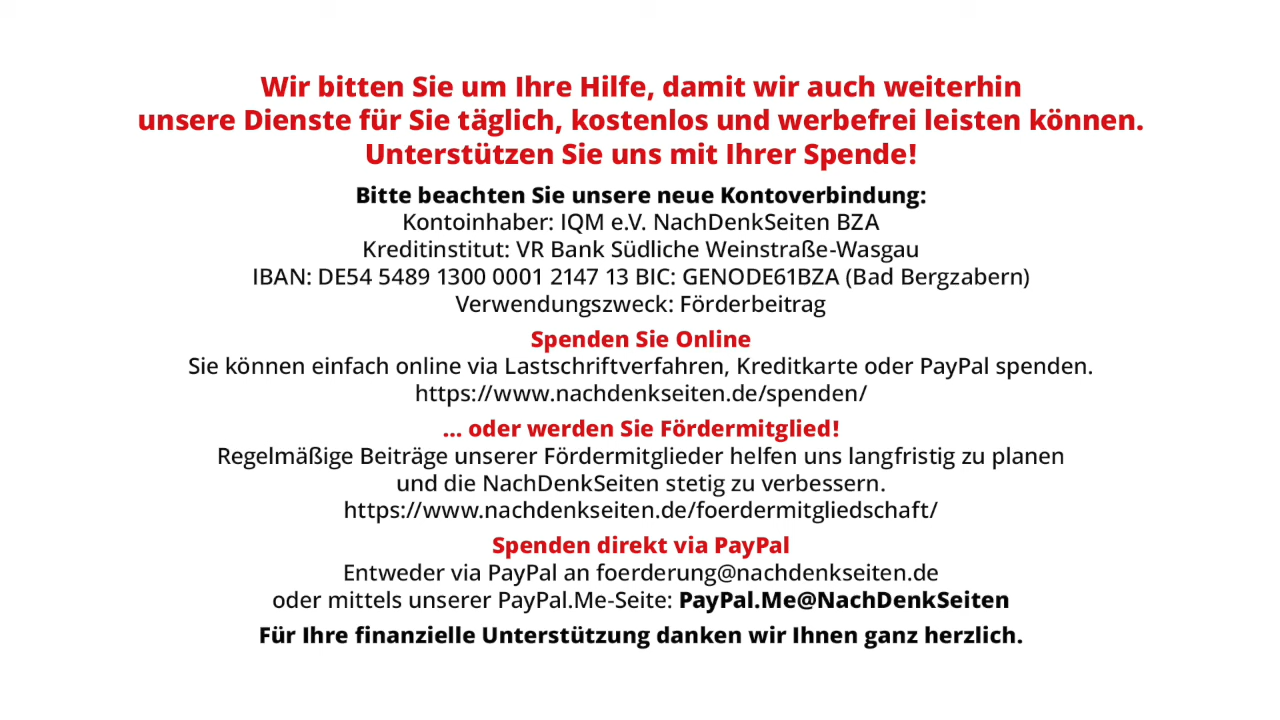 Wir bitten Sie um Ihre Hilfe, damit wir auch weiterhin
unsere Dienste für Sie täglich, kostenlos und werbefrei leisten können.
Unterstützen Sie uns mit Ihrer Spende!
Bitte beachten Sie unsere neue Kontoverbindung:
Kontoinhaber: IQM e.V. NachDenkSeiten BZA
Kreditinstitut: VR Bank Südliche Weinstraße-Wasgau
IBAN: DE54 5489 1300 0001 2147 13 BIC: GENODE61BZA (Bad Bergzabern)
Verwendungszweck: Förderbeitrag
Spenden Sie Online
Sie können einfach online via Lastschriftverfahren, Kreditkarte oder PayPal spenden.
https://www.nachdenkseiten.de/spenden/
... oder werden Sie Fördermitglied!
Regelmäßige Beiträge unserer Fördermitglieder helfen uns langfristig zu planen
und die NachDenkSeiten stetig zu verbessern.
https://www.nachdenkseiten.de/foerdermitgliedschaft/
Spenden direkt via PayPal
Entweder via PayPal an foerderung@nachdenkseiten.de
oder mittels unserer PayPal.Me-Seite: PayPal.Me@NachDenkSeiten
Für Ihre finanzielle Unterstützung danken wir Ihnen ganz herzlich.